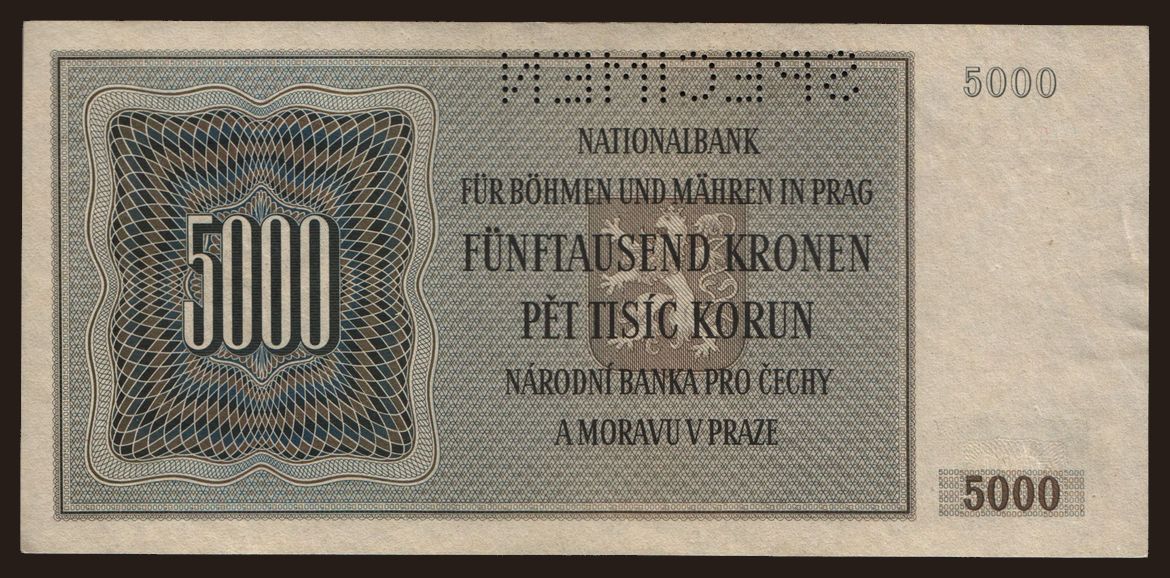 SPECIMEN
5000
NATIONALBANK
FÜR BÖHMEN UND MÄHREN IN PRAG
FÜNFTAUSEND KRONEN
5000
PĚT TISÍC KORUN
NÁRODNÍ BANKA PRO ČECHY
A MORAVU V PRAZE
5000